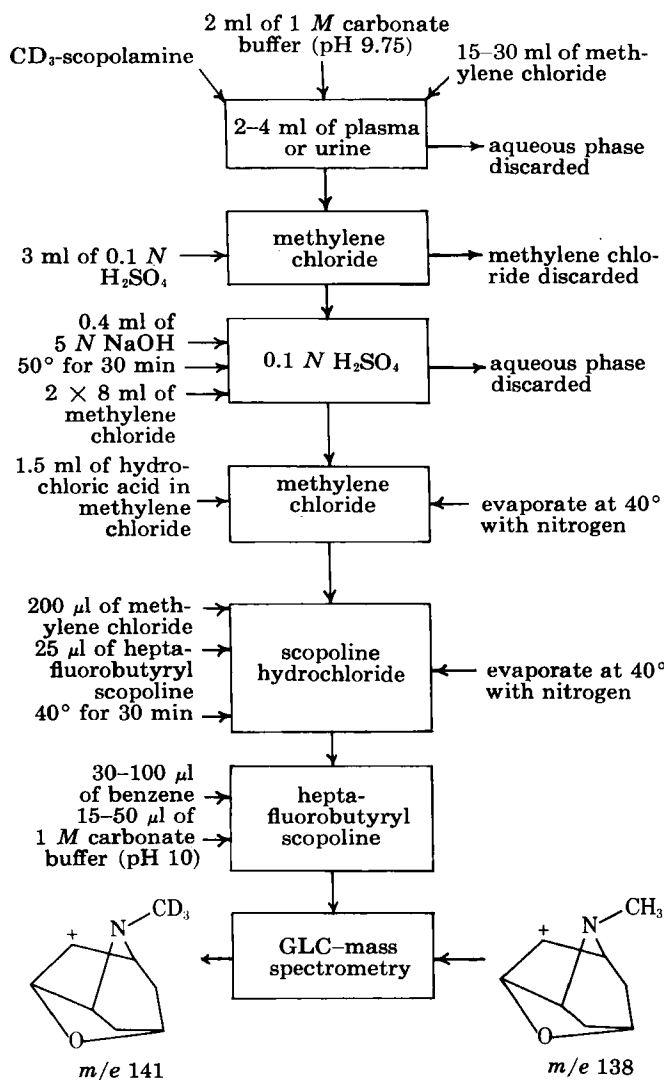 2 ml of 1 M carbonate
buffer (pH 9.75)
CD₃-scopolamine
15–30 ml of meth-
ylene chloride
2–4 ml of plasma
or urine
aqueous phase
discarded
3 ml of 0.1 N
H₂SO₄
methylene
chloride
methylene chlo-
ride discarded
0.4 ml of
5 N NaOH
50° for 30 min
2 × 8 ml of
methylene
chloride
0.1 N H₂SO₄
aqueous phase
discarded
1.5 ml of hydro-
chloric acid in
methylene
chloride
methylene
chloride
evaporate at 40°
with nitrogen
200 μl of meth-
ylene chloride
25 μl of hepta-
fluorobutyryl
scopoline
40° for 30 min
scopoline
hydrochloride
evaporate at 40°
with nitrogen
30–100 μl
of benzene
15–50 μl of
1 M carbonate
buffer (pH 10)
hepta-
fluorobutyryl
scopoline
GLC–mass
spectrometry
+
N
CD₃
O
m/e 141
+
N
CH₃
O
m/e 138